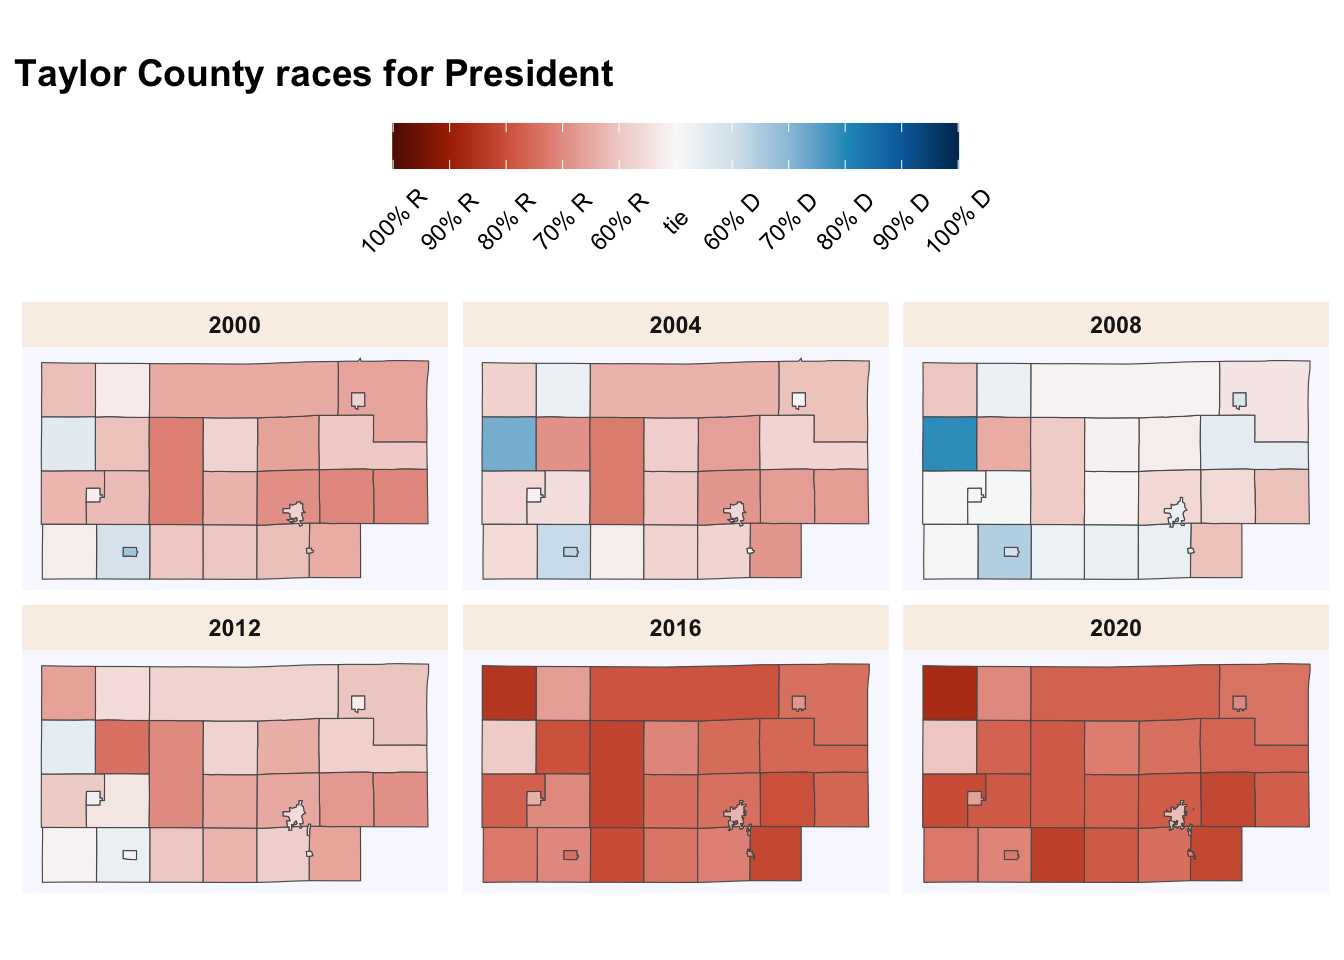 Taylor County races for President
100% R
90% R
80% R
70% R
60% R
tie
60% D
70% D
80% D
90% D
100% D
2000
2004
2008
2012
2016
2020